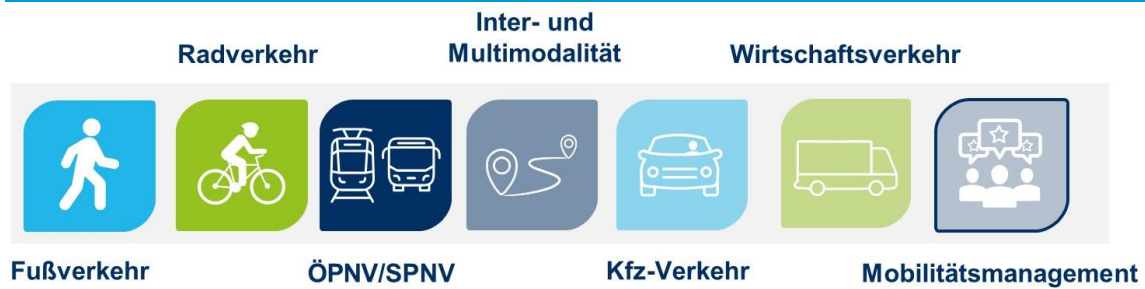 Inter- und
Multimodalität
Radverkehr
Wirtschaftsverkehr
Fußverkehr
ÖPNV/SPNV
Kfz-Verkehr
Mobilitätsmanagement